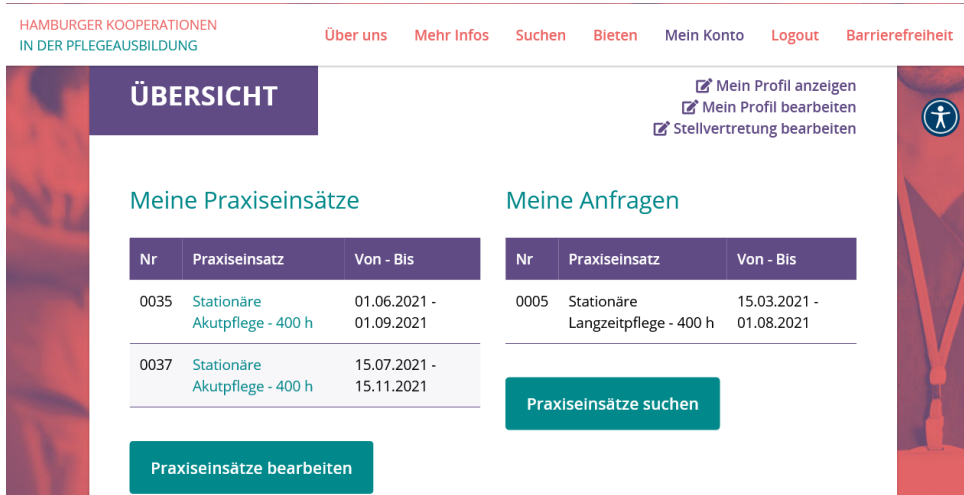 HAMBURGER KOOPERATIONEN
IN DER PFLEGEAUSBILDUNG
Über uns Mehr Infos Suchen Bieten Mein Konto Logout Barrierefreiheit
ÜBERSICHT
Mein Profil anzeigen
Mein Profil bearbeiten
Stellvertretung bearbeiten
Meine Praxiseinsätze
Nr Praxiseinsatz Von - Bis
0035 Stationäre 01.06.2021 -
Akutpflege - 400 h 01.09.2021
0037 Stationäre 15.07.2021 -
Akutpflege - 400 h 15.11.2021
Praxiseinsätze bearbeiten
Meine Anfragen
Nr Praxiseinsatz Von - Bis
0005 Stationäre 15.03.2021 -
Langzeitpflege - 400 h 01.08.2021
Praxiseinsätze suchen